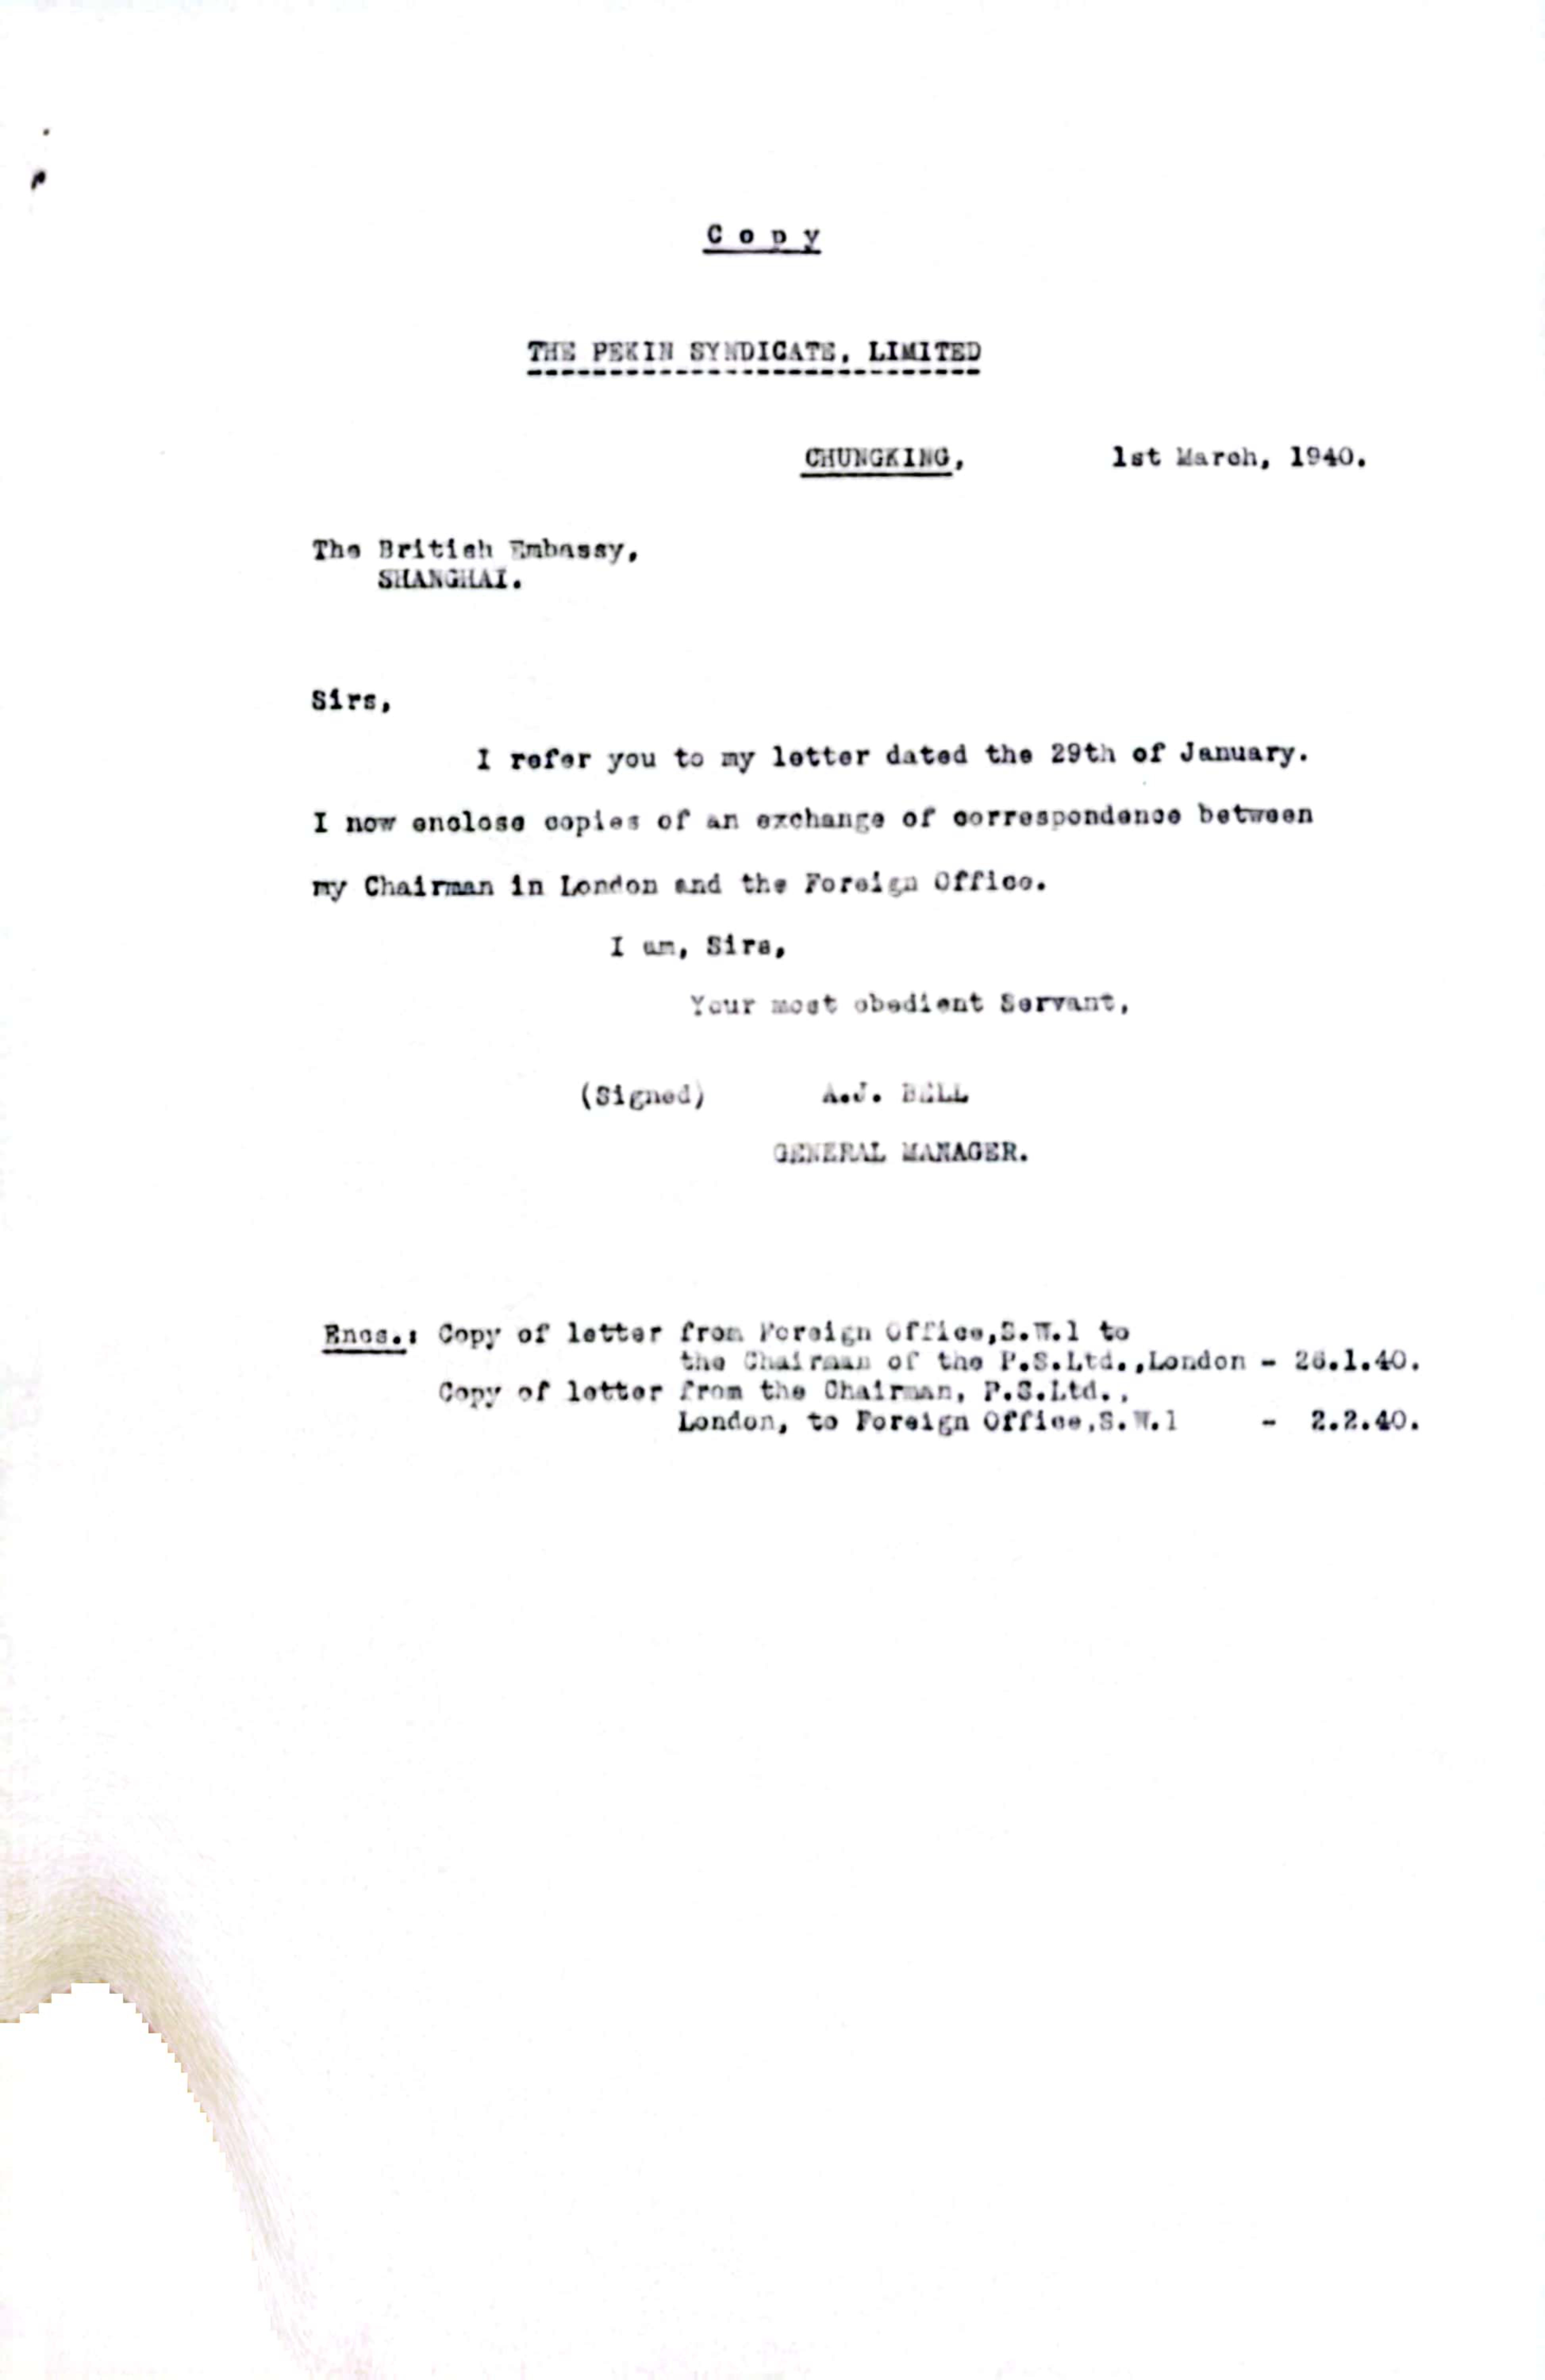 Copy
THE PEKIN SYNDICATE, LIMITED
CHUNGKING, 1st March, 1940.
The British Embassy,
SHANGHAI.
Sirs,
I refer you to my letter dated the 29th of January.
I now enclose copies of an exchange of correspondence between
my Chairman in London and the Foreign Office.
I am, Sirs,
Your most obedient Servant,
(Signed) A.J. BELL
GENERAL MANAGER.
Encs.: Copy of letter from Foreign Office,S.W.1 to
the Chairman of the P.S.Ltd.,London - 26.1.40.
Copy of letter from the Chairman, P.S.Ltd.,
London, to Foreign Office,S.W.1 - 2.2.40.